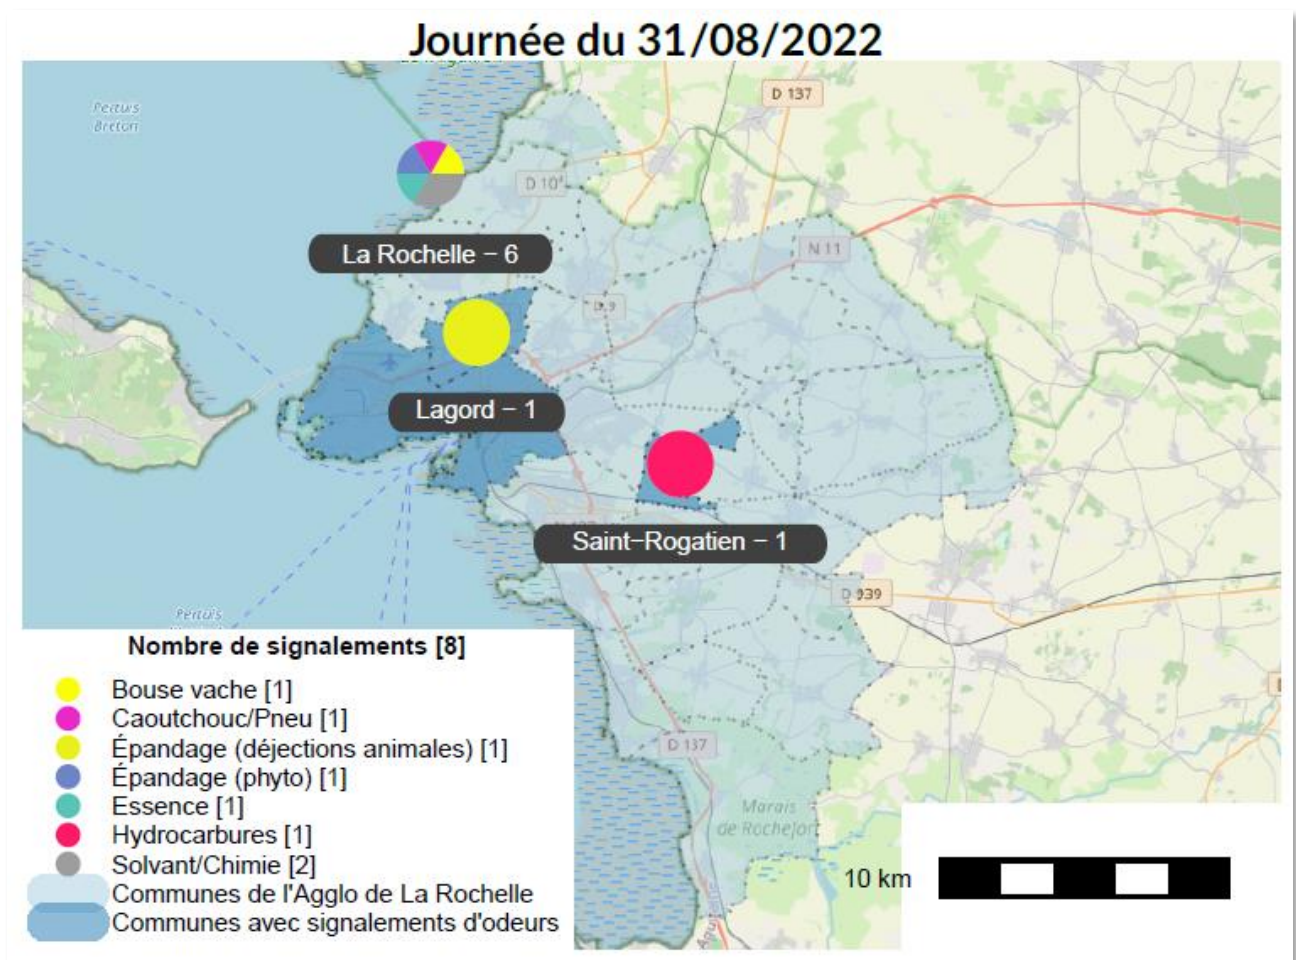 Journée du 31/08/2022
Pertuis
Breton
D 137
D 10⁴
N 11
La Rochelle – 6
D 9
Lagord – 1
Saint–Rogatien – 1
D 939
Pertuis
Nombre de signalements [8]
Bouse vache [1]
Caoutchouc/Pneu [1]
Épandage (déjections animales) [1]
Épandage (phyto) [1]
Essence [1]
Hydrocarbures [1]
Solvant/Chimie [2]
Communes de l'Agglo de La Rochelle
Communes avec signalements d'odeurs
D 137
Marais
de Rochefort
10 km